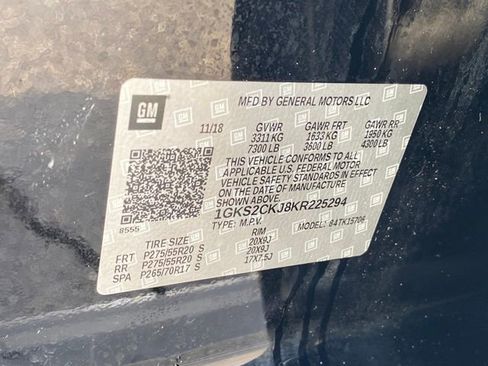 GM
MFD BY GENERAL MOTORS LLC
11/18 GVWR GAWR FRT GAWR RR
3311 KG 1633 KG 1950 KG
7300 LB 3600 LB 4300 LB
THIS VEHICLE CONFORMS TO ALL
APPLICABLE U.S. FEDERAL MOTOR
VEHICLE SAFETY STANDARDS IN EFFECT
ON THE DATE OF MANUFACTURE
SHOWN ABOVE.
1GKS2CKJ8KR225294
8555 TYPE: M.P.V. MODEL: 84TK15706
TIRE SIZE RIM
FRT P275/55R20 S 20X9J
RR P275/55R20 S 20X9J
SPA P265/70R17 S 17X7.5J